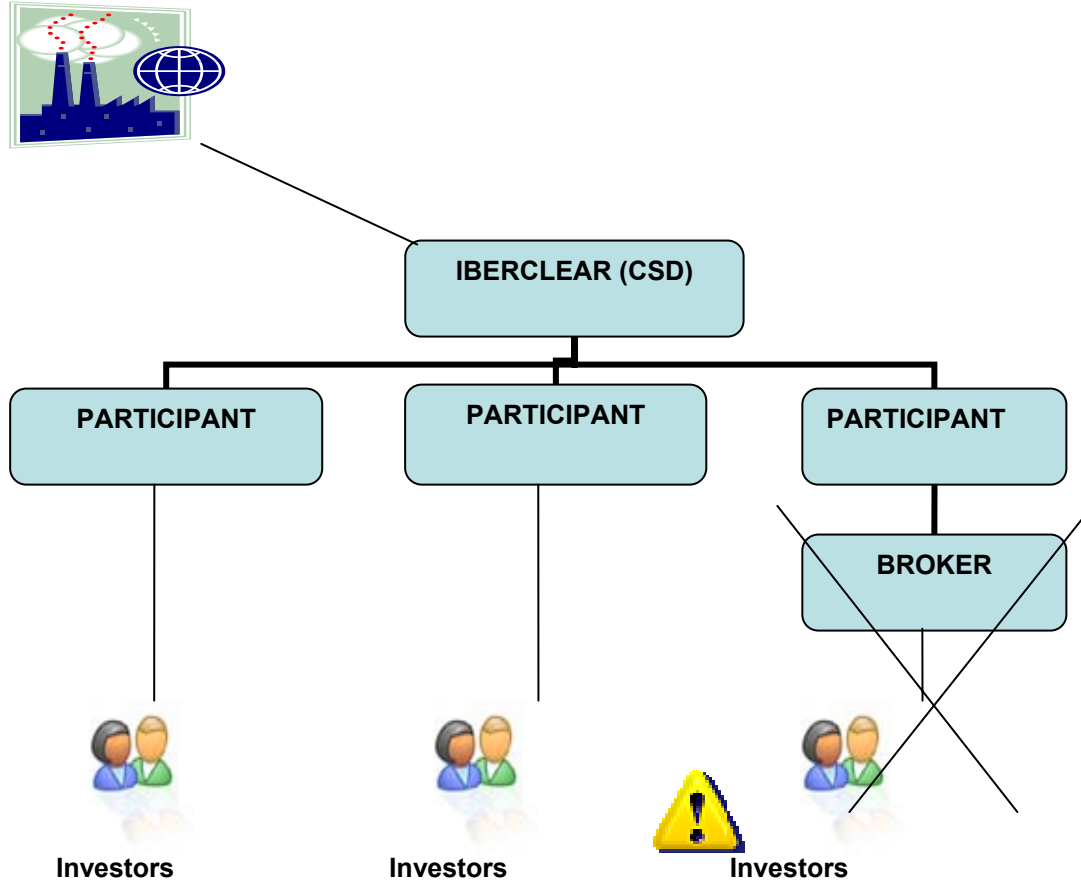 IBERCLEAR (CSD)
PARTICIPANT
PARTICIPANT
PARTICIPANT
BROKER
Investors
Investors
Investors